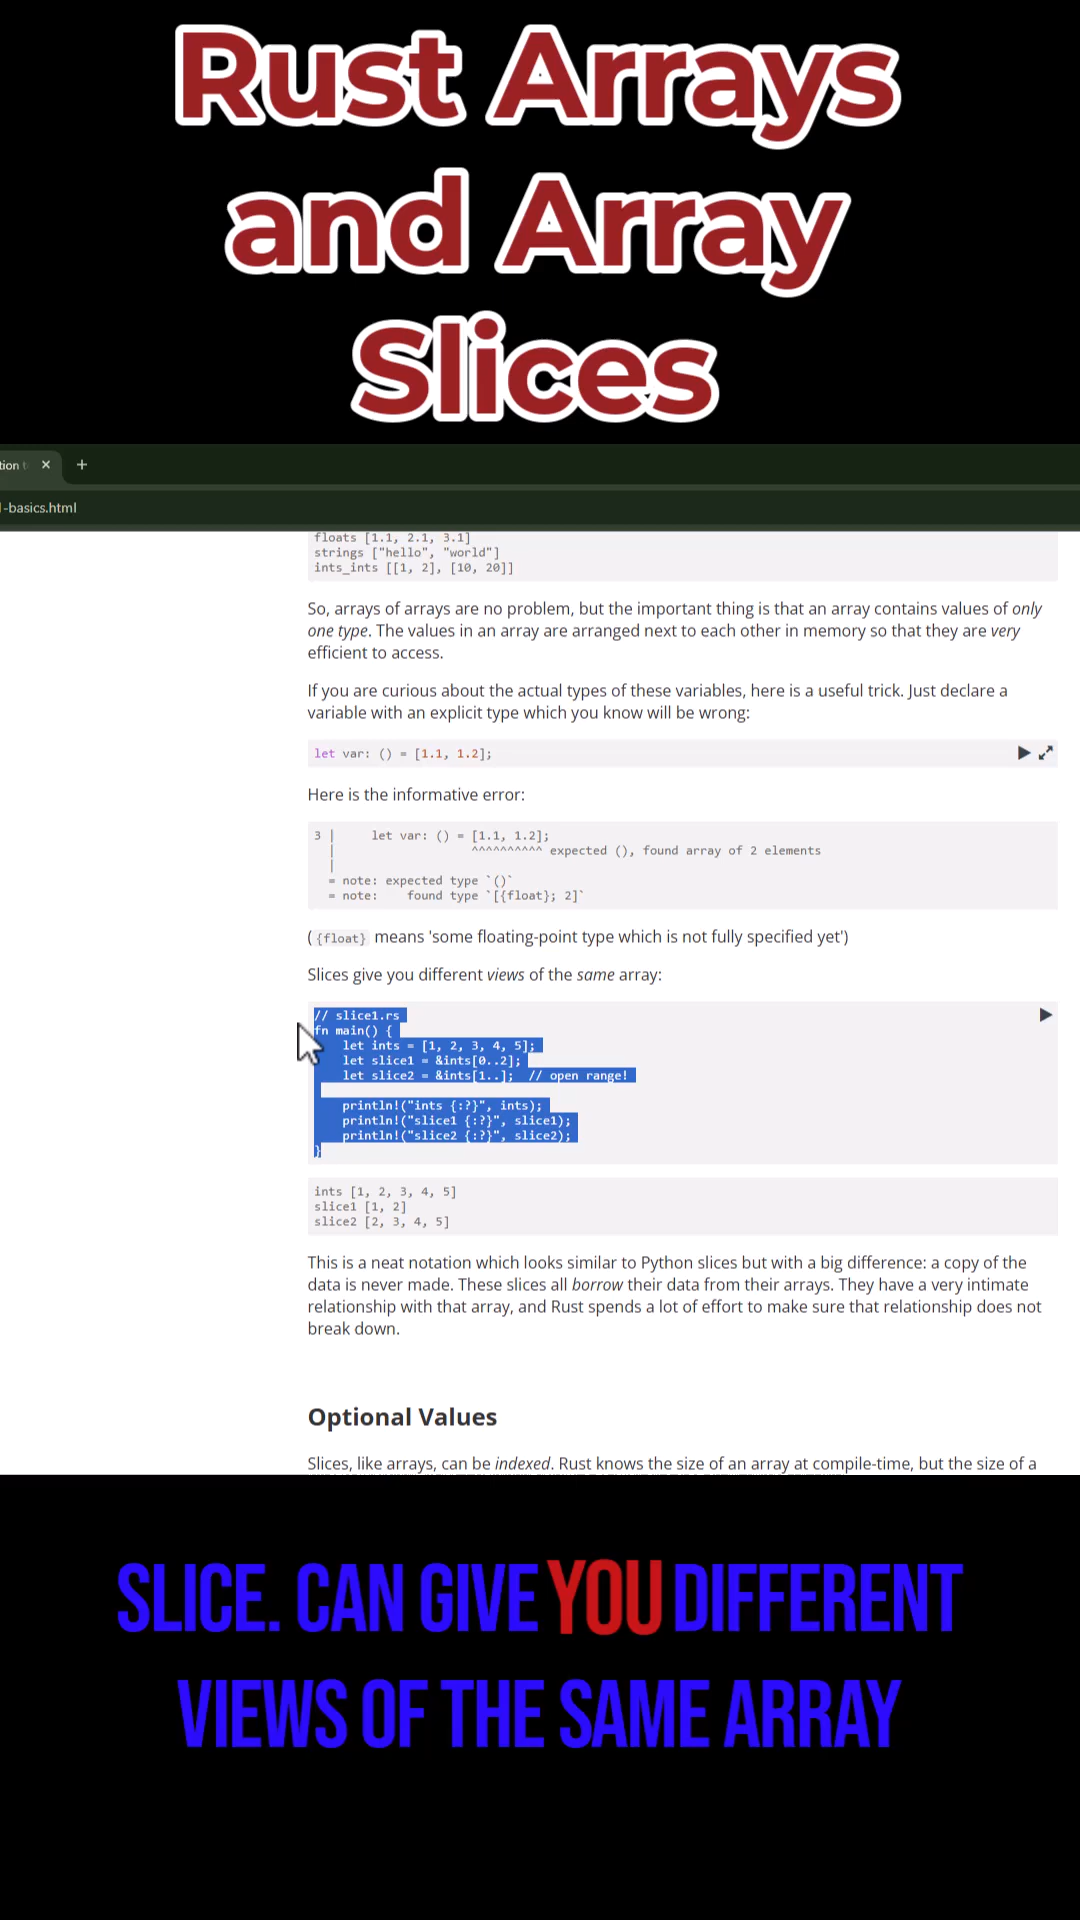 Rust Arrays
and Array
Slices
tion t
-basics.html
floats [1.1, 2.1, 3.1]
strings ["hello", "world"]
ints_ints [[1, 2], [10, 20]]
So, arrays of arrays are no problem, but the important thing is that an array contains values of only
one type. The values in an array are arranged next to each other in memory so that they are very
efficient to access.
If you are curious about the actual types of these variables, here is a useful trick. Just declare a
variable with an explicit type which you know will be wrong:
let var: () = [1.1, 1.2];
Here is the informative error:
3 |     let var: () = [1.1, 1.2];
  |                   ^^^^^^^^^^ expected (), found array of 2 elements
  |
  = note: expected type `()`
  = note:    found type `[{float}; 2]`
( {float} means 'some floating-point type which is not fully specified yet')
Slices give you different views of the same array:
// slice1.rs
fn main() {
    let ints = [1, 2, 3, 4, 5];
    let slice1 = &ints[0..2];
    let slice2 = &ints[1..];  // open range!
    println!("ints {:?}", ints);
    println!("slice1 {:?}", slice1);
    println!("slice2 {:?}", slice2);
}
ints [1, 2, 3, 4, 5]
slice1 [1, 2]
slice2 [2, 3, 4, 5]
This is a neat notation which looks similar to Python slices but with a big difference: a copy of the
data is never made. These slices all borrow their data from their arrays. They have a very intimate
relationship with that array, and Rust spends a lot of effort to make sure that relationship does not
break down.
Optional Values
Slices, like arrays, can be indexed. Rust knows the size of an array at compile-time, but the size of a
SLICE. CAN GIVE YOU DIFFERENT
VIEWS OF THE SAME ARRAY